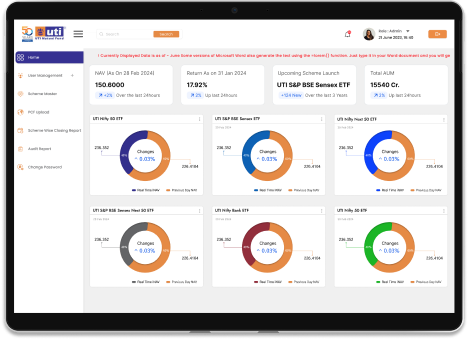 uti
UTI Mutual Fund
Search it
SEARCH
Hello! Admin
21 June 2023, 16:40
! Currently Displayed Data is as of - June Some versions of Microsoft Word also generate the text using the =lorem() function. Just type it in your Word document and you will go
Home
User Management +
Scheme Master
PDF Upload
Scheme Wise Closing Report
Audit Report
Change Password
NAV (As On 28 Feb 2024)
150.6000
+2% Over the last 24hours
Return As on 31 Jan 2024
17.92%
2% Up last 24hours
Upcoming Scheme Launch
UTI S&P BSE Sensex ETF
+124 New Over the last 3 Years
Total AUM
15540 Cr.
2% Up last 24hours
UTI Nifty 50 ETF
236.352
Changes
0.03%
226.4104
Real Time NAV Previous Day NAV
UTI S&P BSE Sensex ETF
236.352
Changes
0.03%
226.4104
Real Time NAV Previous Day NAV
UTI Nifty Next 50 ETF
236.352
Changes
0.03%
226.4104
Real Time NAV Previous Day NAV
UTI S&P BSE Sensex Next 50 ETF
236.352
Changes
0.03%
226.4104
Real Time NAV Previous Day NAV
UTI Nifty Bank ETF
236.352
Changes
0.03%
226.4104
Real Time NAV Previous Day NAV
UTI Nifty 50 ETF
236.352
Changes
0.03%
226.4104
Real Time NAV Previous Day NAV